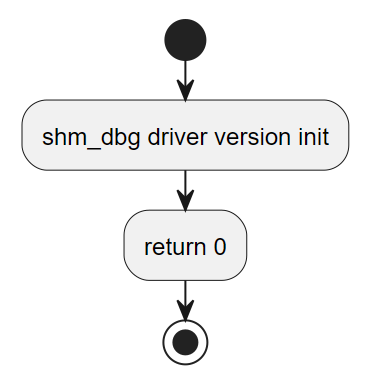 shm_dbg driver version init
return 0